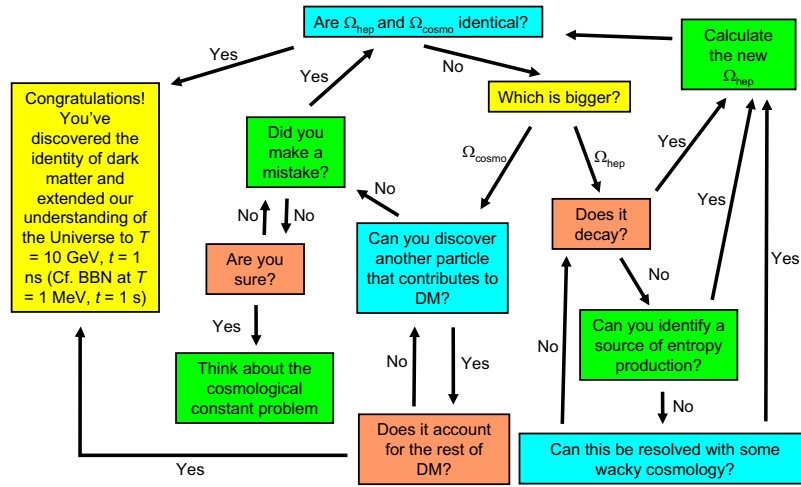 Are Ωhep and Ωcosmo identical?
Yes
No
Yes
Calculate
the new
Ωhep
Congratulations!
You've
discovered the
identity of dark
matter and
extended our
understanding of
the Universe to T
= 10 GeV, t = 1
ns (Cf. BBN at T
= 1 MeV, t = 1 s)
Which is bigger?
Did you
make a
mistake?
Ωcosmo
Ωhep
Yes
No
Yes
No
No
Does it
decay?
Are you
sure?
Can you discover
another particle
that contributes to
DM?
Yes
No
Yes
Can you identify a
source of entropy
production?
Think about the
cosmological
constant problem
No
Yes
No
No
Does it account
for the rest of
DM?
Can this be resolved with some
wacky cosmology?
Yes